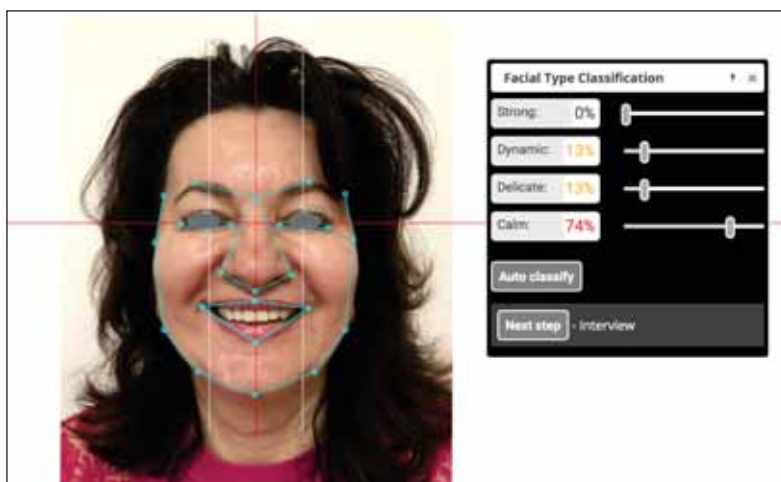 Facial Type Classification
Strong: 0%
Dynamic: 13%
Delicate: 13%
Calm: 74%
Auto classify
Next step - Interview